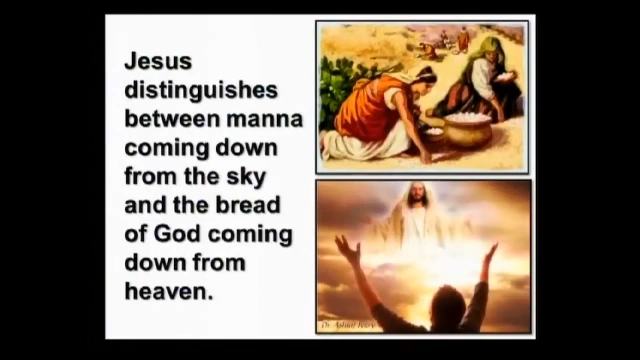 Jesus
distinguishes
between manna
coming down
from the sky
and the bread
of God coming
down from
heaven.